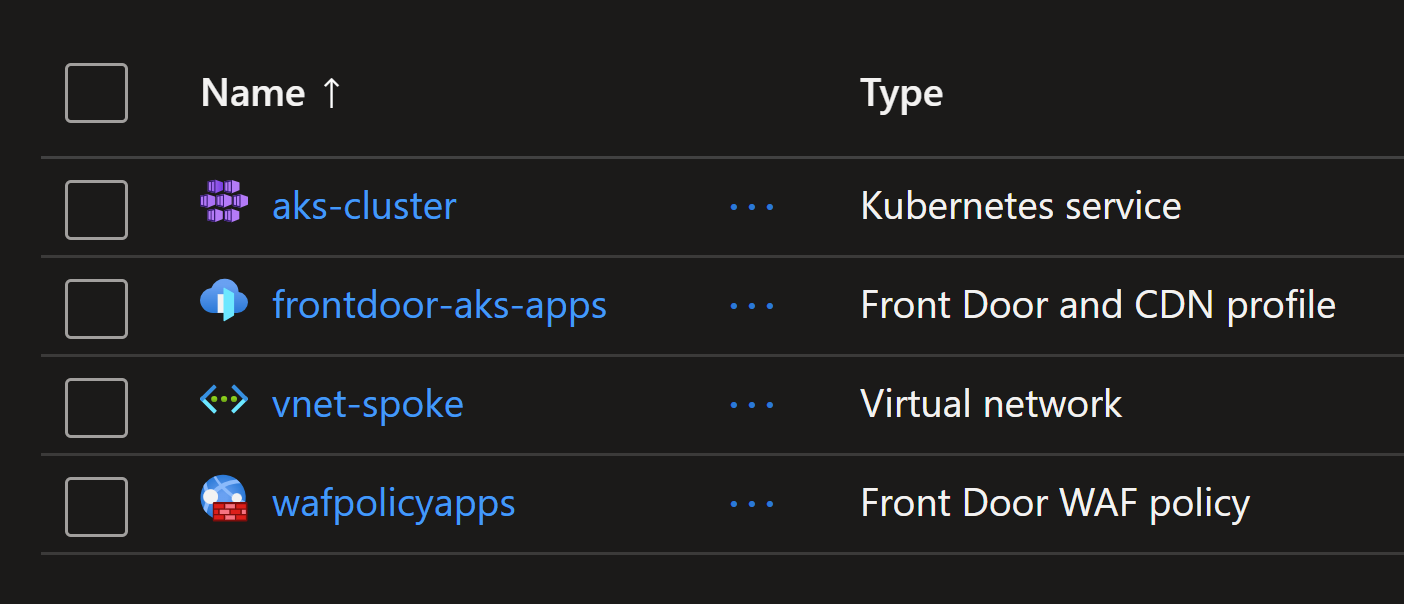 Name ↑ Type
aks-cluster ... Kubernetes service
frontdoor-aks-apps ... Front Door and CDN profile
vnet-spoke ... Virtual network
wafpolicyapps ... Front Door WAF policy